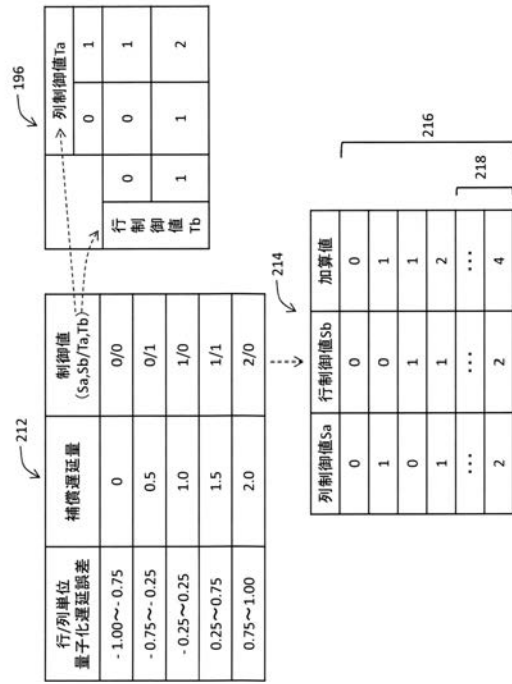 212
行/列単位
量子化遅延誤差
補償遅延量
制御値
(Sa,Sb/Ta,Tb)
- 1.00～- 0.75 0 0/0
- 0.75～- 0.25 0.5 0/1
- 0.25～0.25 1.0 1/0
0.25～0.75 1.5 1/1
0.75～1.00 2.0 2/0
196
列制御値Ta
0 1
行制御値Tb
0 0 1
1 1 2
214
列制御値Sa 行制御値Sb 加算値
0 0 0
1 0 1
0 1 1
1 1 2
… … …
2 2 4
216
218